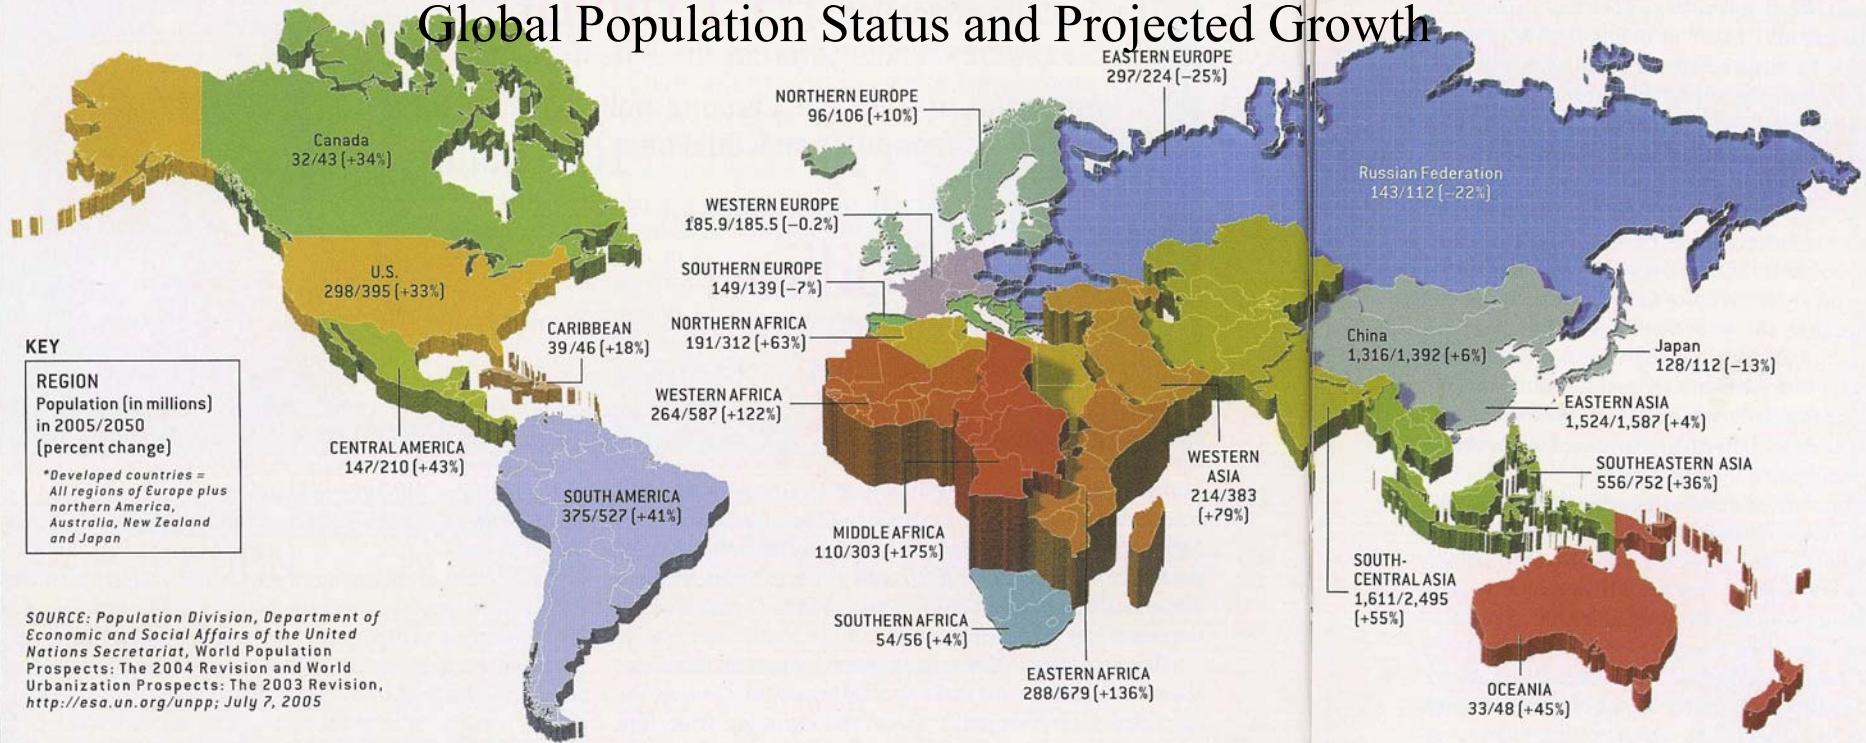 Global Population Status and Projected Growth
EASTERN EUROPE
297/224 (−25%)
NORTHERN EUROPE
96/106 (+10%)
Canada
32/43 (+34%)
Russian Federation
143/112 (−22%)
WESTERN EUROPE
185.9/185.5 (−0.2%)
SOUTHERN EUROPE
149/139 (−7%)
U.S.
298/395 (+33%)
NORTHERN AFRICA
191/312 (+63%)
CARIBBEAN
39/46 (+18%)
China
1,316/1,392 (+6%)
Japan
128/112 (−13%)
WESTERN AFRICA
264/587 (+122%)
EASTERN ASIA
1,524/1,587 (+4%)
CENTRAL AMERICA
147/210 (+43%)
WESTERN
ASIA
214/383
(+79%)
SOUTHEASTERN ASIA
556/752 (+36%)
SOUTH AMERICA
375/527 (+41%)
MIDDLE AFRICA
110/303 (+175%)
SOUTH-
CENTRAL ASIA
1,611/2,495
(+55%)
SOUTHERN AFRICA
54/56 (+4%)
EASTERN AFRICA
288/679 (+136%)
OCEANIA
33/48 (+45%)
KEY
REGION
Population (in millions)
in 2005/2050
(percent change)
*Developed countries =
All regions of Europe plus
northern America,
Australia, New Zealand
and Japan
SOURCE: Population Division, Department of
Economic and Social Affairs of the United
Nations Secretariat, World Population
Prospects: The 2004 Revision and World
Urbanization Prospects: The 2003 Revision,
http://esa.un.org/unpp; July 7, 2005